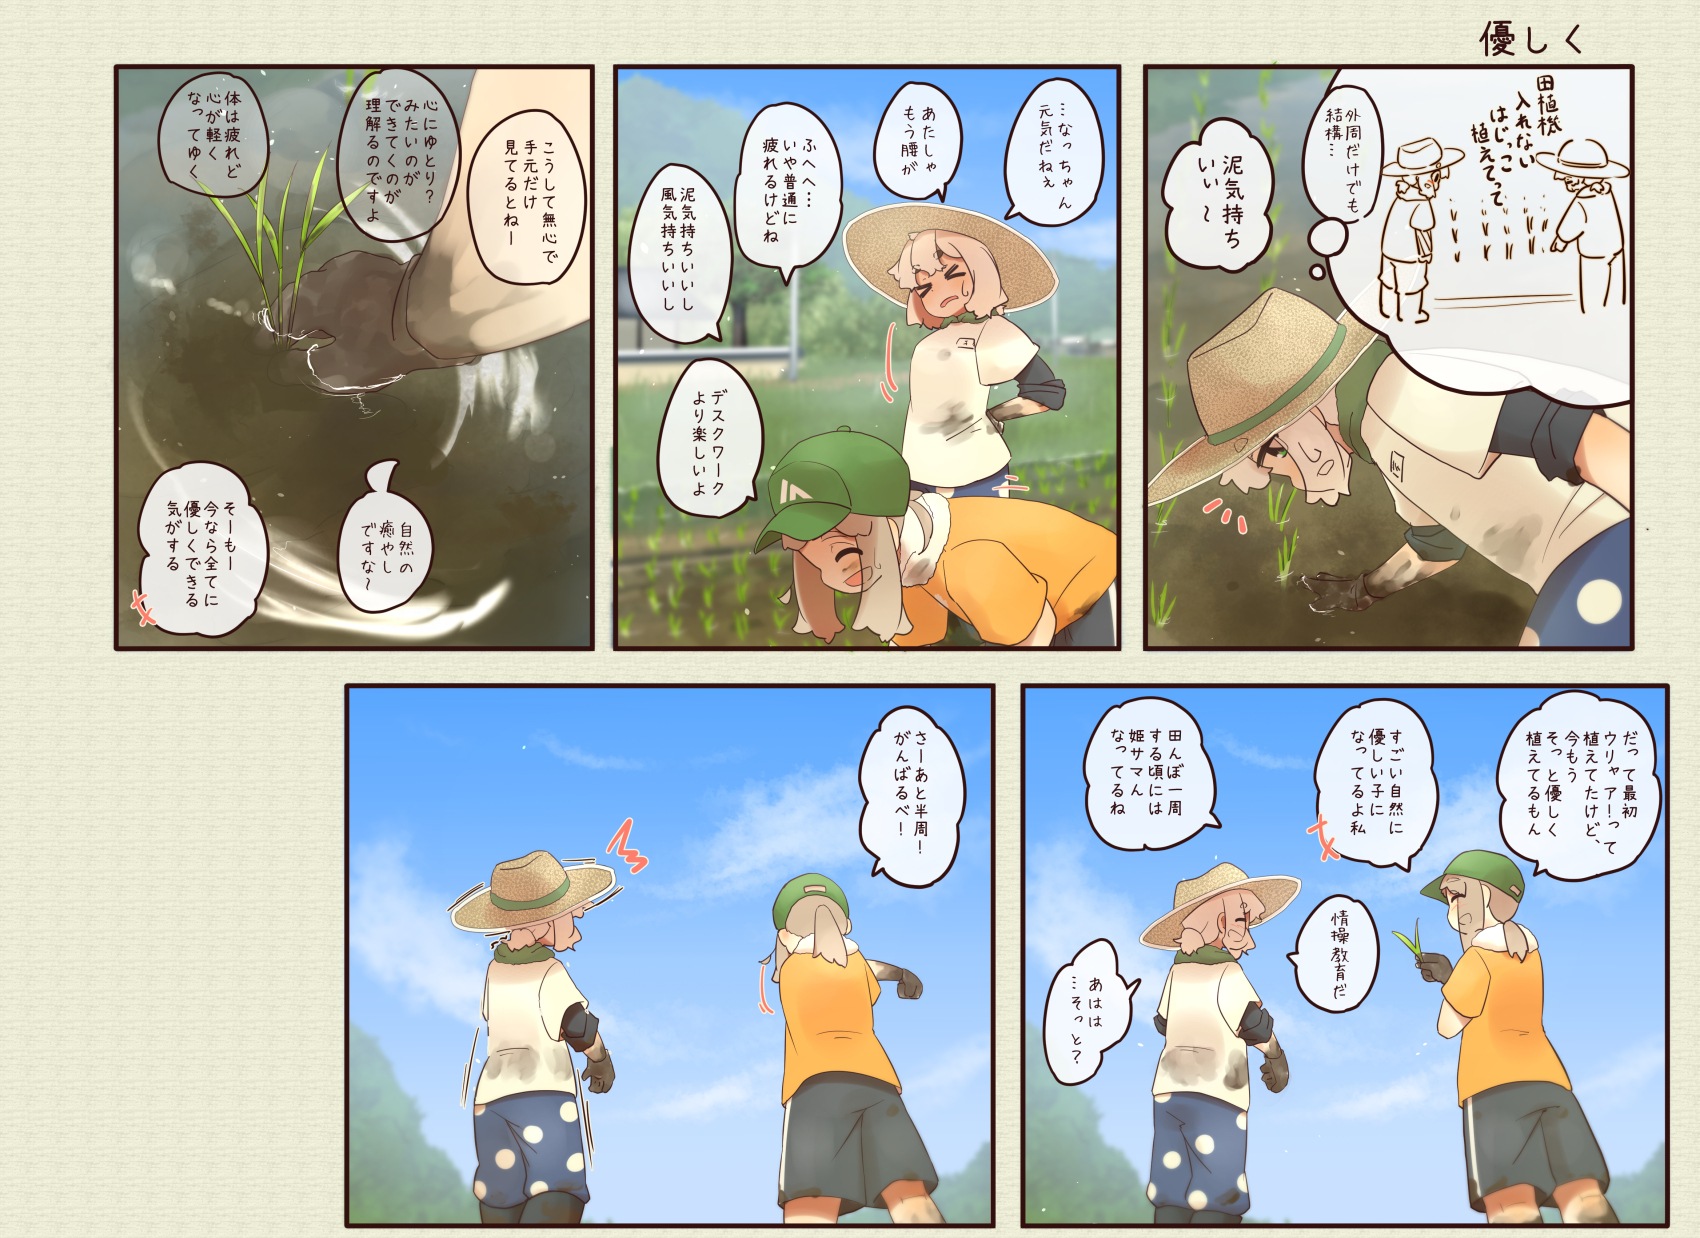 優しく
田植機
入れない
はじっこ
植えてって
外周だけでも
結構…
泥気持ち
いい～
…なっちゃん
元気だねぇ
あたしゃ
もう腰が
ふへへ…
いや普通に
疲れるけどね
泥気持ちいいし
風気持ちいいし
デスクワーク
より楽しいよ
こうして無心で
手元だけ
見てるとねー
心にゆとり?
みたいのが
できてくのが
理解るのですよ
体は疲れど
心が軽く
なってゆく
自然の
癒やし
ですな～
そーもー
今なら全てに
優しくできる
気がする
だって最初
ウリャアーって
植えてたけど、
今もう
そっと優しく
植えてるもん
すごい自然に
優しい子に
なってるよ私
情操教育だ
田んぼ一周
する頃には
姫サマん
なってるね
あはは
…そっと?
さーあと半周!
がんばるべ!